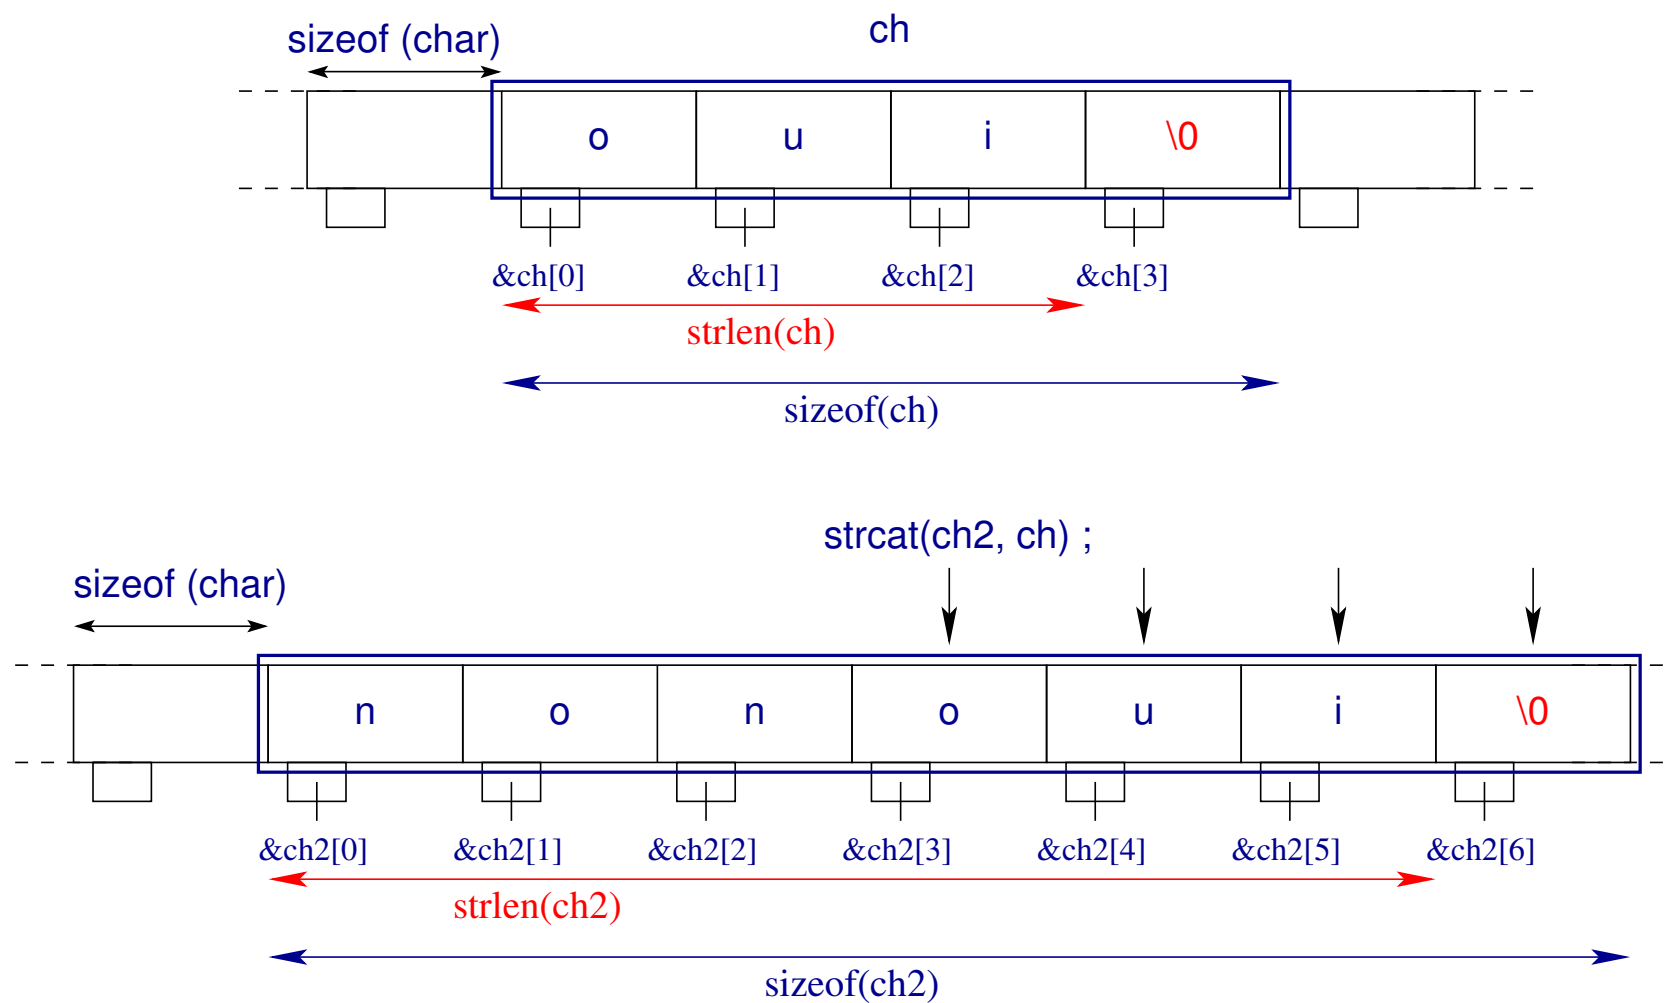 ch
sizeof (char)
o u i \0
&ch[0] &ch[1] &ch[2] &ch[3]
strlen(ch)
sizeof(ch)
strcat(ch2, ch) ;
sizeof (char)
n o n o u i \0
&ch2[0] &ch2[1] &ch2[2] &ch2[3] &ch2[4] &ch2[5] &ch2[6]
strlen(ch2)
sizeof(ch2)